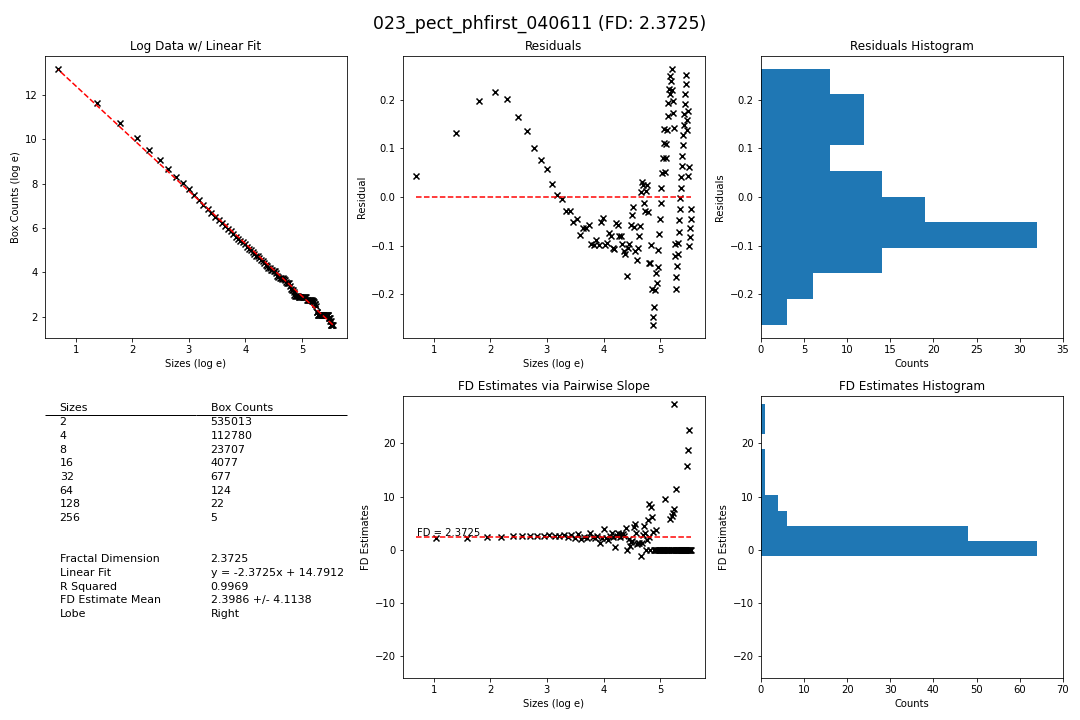 023_pect_phfirst_040611 (FD: 2.3725)
Log Data w/ Linear Fit
Box Counts (log e)
12
10
8
6
4
2
1 2 3 4 5
Sizes (log e)
Residuals
Residual
0.2
0.1
0.0
−0.1
−0.2
1 2 3 4 5
Sizes (log e)
Residuals Histogram
Residuals
0.2
0.1
0.0
−0.1
−0.2
0 5 10 15 20 25 30 35
Counts
Sizes Box Counts
2 535013
4 112780
8 23707
16 4077
32 677
64 124
128 22
256 5
Fractal Dimension 2.3725
Linear Fit y = -2.3725x + 14.7912
R Squared 0.9969
FD Estimate Mean 2.3986 +/- 4.1138
Lobe Right
FD Estimates via Pairwise Slope
FD Estimates
20
10
0
−10
−20
FD = 2.3725
1 2 3 4 5
Sizes (log e)
FD Estimates Histogram
FD Estimates
20
10
0
−10
−20
0 10 20 30 40 50 60 70
Counts